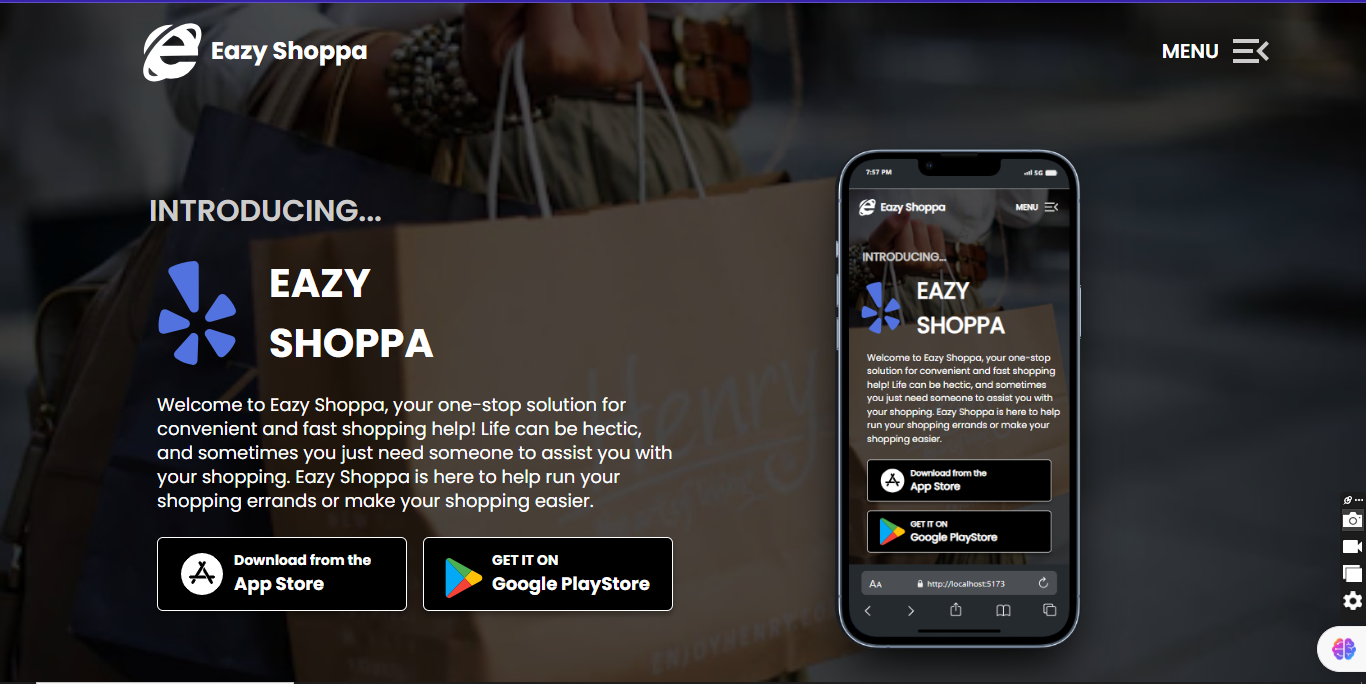 Eazy Shoppa
MENU
INTRODUCING...
EAZY
SHOPPA
Welcome to Eazy Shoppa, your one-stop solution for
convenient and fast shopping help! Life can be hectic,
and sometimes you just need someone to assist you with
your shopping. Eazy Shoppa is here to help run your
shopping errands or make your shopping easier.
Download from the
App Store
GET IT ON
Google PlayStore
Henry
ENJOYHENRY.CO
7:57 PM
5G
Eazy Shoppa
MENU
INTRODUCING...
EAZY
SHOPPA
Welcome to Eazy Shoppa, your one-stop
solution for convenient and fast shopping
help! Life can be hectic, and sometimes
you just need someone to assist you with
your shopping. Eazy Shoppa is here to help
run your shopping errands or make your
shopping easier.
Download from the
App Store
GET IT ON
Google PlayStore
AA
http://localhost:5173